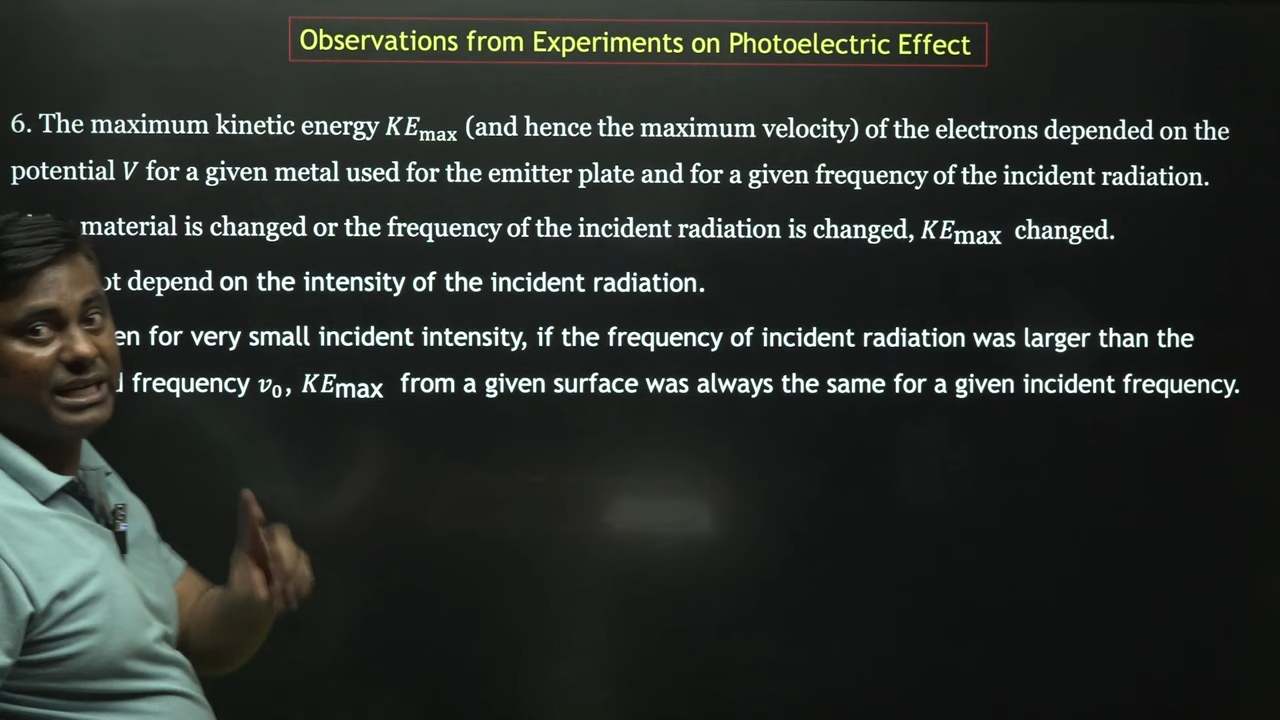 Observations from Experiments on Photoelectric Effect
6. The maximum kinetic energy KEmax (and hence the maximum velocity) of the electrons depended on the
potential V for a given metal used for the emitter plate and for a given frequency of the incident radiation.
material is changed or the frequency of the incident radiation is changed, KEmax changed.
depend on the intensity of the incident radiation.
for very small incident intensity, if the frequency of incident radiation was larger than the
frequency ν₀, KEmax from a given surface was always the same for a given incident frequency.